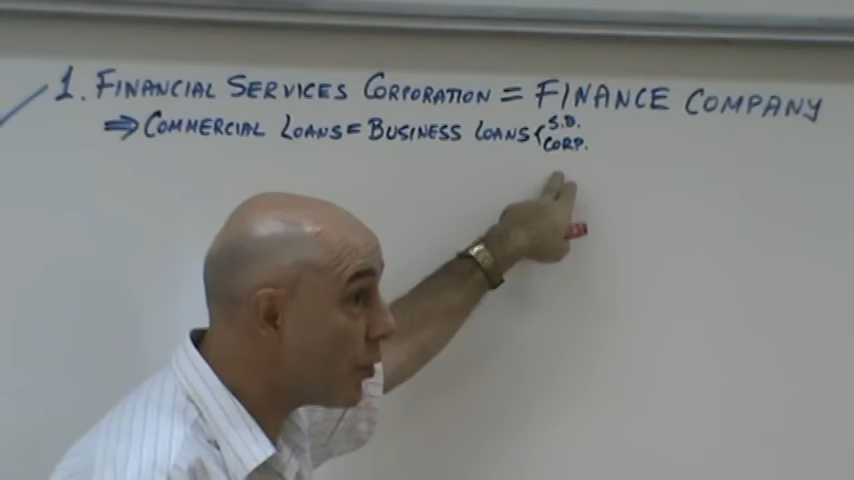 1. FINANCIAL SERVICES CORPORATION = FINANCE COMPANY
⇒ COMMERCIAL LOANS = BUSINESS LOANS { S.D.
CORP.